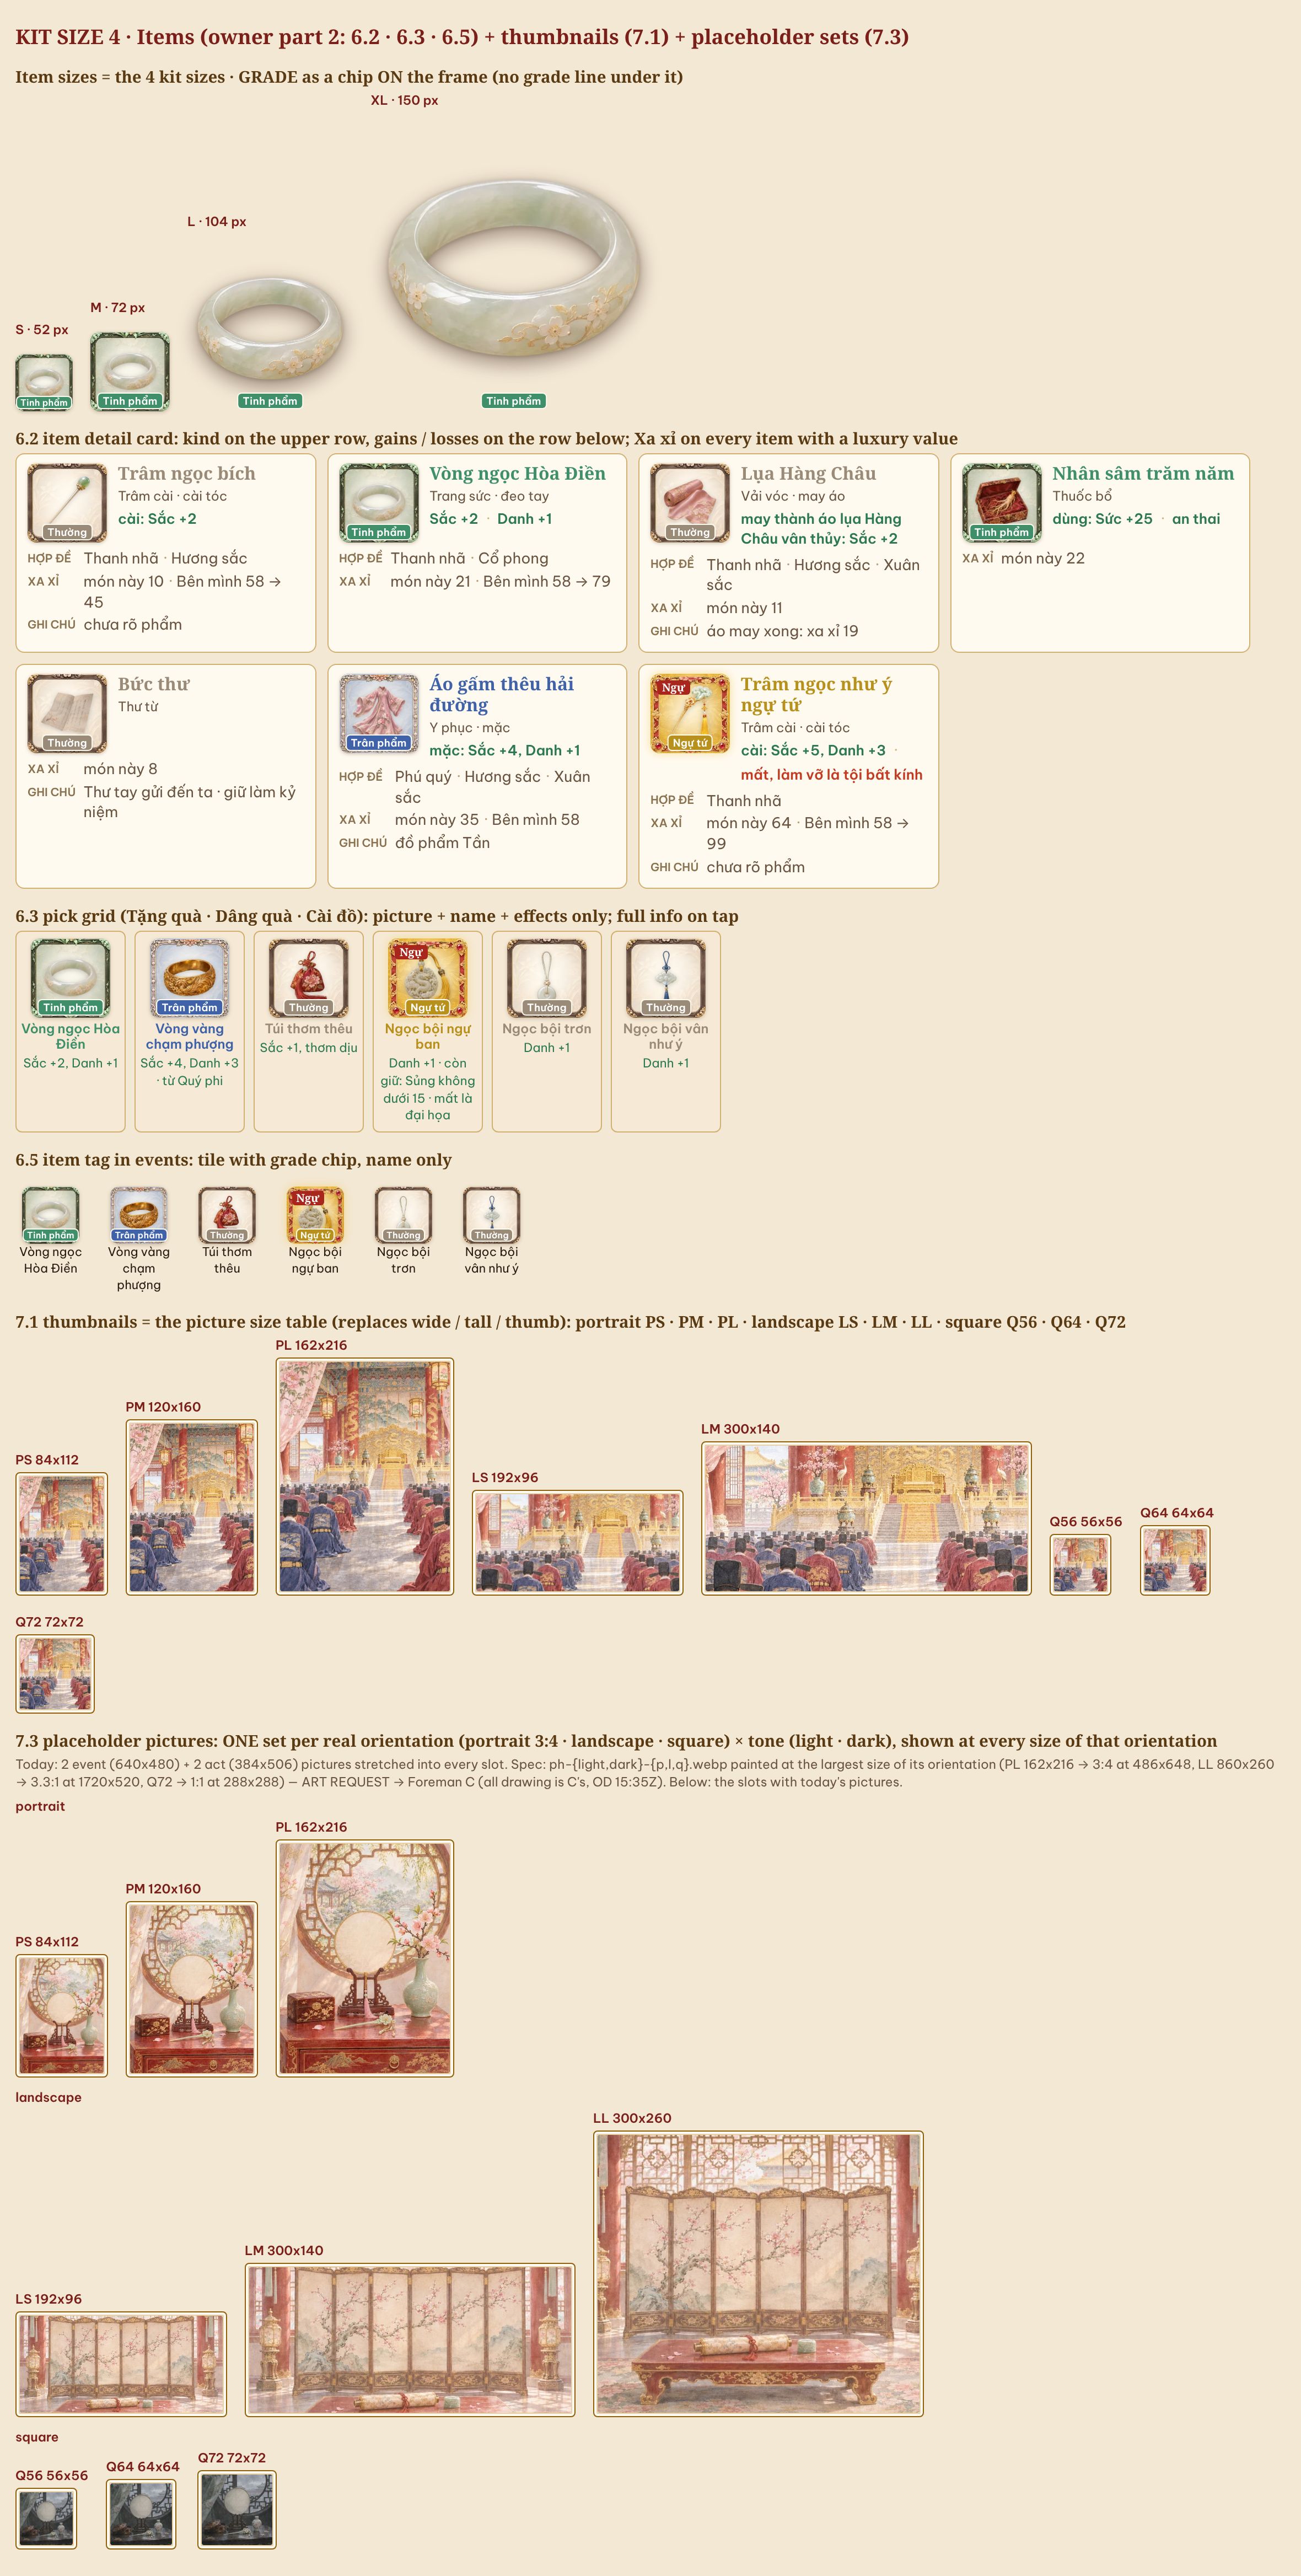 KIT SIZE 4 · Items (owner part 2: 6.2 · 6.3 · 6.5) + thumbnails (7.1) + placeholder sets (7.3)
Item sizes = the 4 kit sizes · GRADE as a chip ON the frame (no grade line under it)
XL · 150 px
L · 104 px
M · 72 px
S · 52 px
Tinh phẩm
Tinh phẩm
Tinh phẩm
Tinh phẩm
6.2 item detail card: kind on the upper row, gains / losses on the row below; Xa xỉ on every item with a luxury value
Trâm ngọc bích
Trâm cài · cài tóc
cài: Sắc +2
Thường
HỢP ĐỀ Thanh nhã · Hương sắc
XA XỈ món này 10 · Bên mình 58 →
45
GHI CHÚ chưa rõ phẩm
Vòng ngọc Hòa Điền
Trang sức · đeo tay
Sắc +2 · Danh +1
Tinh phẩm
HỢP ĐỀ Thanh nhã · Cổ phong
XA XỈ món này 21 · Bên mình 58 → 79
Lụa Hàng Châu
Vải vóc · may áo
may thành áo lụa Hàng
Châu vân thủy: Sắc +2
Thường
HỢP ĐỀ Thanh nhã · Hương sắc · Xuân
sắc
XA XỈ món này 11
GHI CHÚ áo may xong: xa xỉ 19
Nhân sâm trăm năm
Thuốc bổ
dùng: Sức +25 · an thai
Tinh phẩm
XA XỈ món này 22
Bức thư
Thư từ
Thường
XA XỈ món này 8
GHI CHÚ Thư tay gửi đến ta · giữ làm kỷ
niệm
Áo gấm thêu hải
đường
Y phục · mặc
mặc: Sắc +4, Danh +1
Trân phẩm
HỢP ĐỀ Phú quý · Hương sắc · Xuân
sắc
XA XỈ món này 35 · Bên mình 58
GHI CHÚ đồ phẩm Tần
Ngự
Trâm ngọc như ý
ngự tứ
Trâm cài · cài tóc
cài: Sắc +5, Danh +3 ·
mất, làm vỡ là tội bất kính
Ngự tứ
HỢP ĐỀ Thanh nhã
XA XỈ món này 64 · Bên mình 58 →
99
GHI CHÚ chưa rõ phẩm
6.3 pick grid (Tặng quà · Dâng quà · Cài đồ): picture + name + effects only; full info on tap
Tinh phẩm
Vòng ngọc Hòa
Điền
Sắc +2, Danh +1
Trân phẩm
Vòng vàng
chạm phượng
Sắc +4, Danh +3
· từ Quý phi
Thường
Túi thơm thêu
Sắc +1, thơm dịu
Ngự
Ngự tứ
Ngọc bội ngự
ban
Danh +1 · còn
giữ: Sủng không
dưới 15 · mất là
đại họa
Thường
Ngọc bội trơn
Danh +1
Thường
Ngọc bội vân
như ý
Danh +1
6.5 item tag in events: tile with grade chip, name only
Tinh phẩm
Vòng ngọc
Hòa Điền
Trân phẩm
Vòng vàng
chạm
phượng
Thường
Túi thơm
thêu
Ngự
Ngự tứ
Ngọc bội
ngự ban
Thường
Ngọc bội
trơn
Thường
Ngọc bội
vân như ý
7.1 thumbnails = the picture size table (replaces wide / tall / thumb): portrait PS · PM · PL · landscape LS · LM · LL · square Q56 · Q64 · Q72
PS 84x112
PM 120x160
PL 162x216
LS 192x96
LM 300x140
Q56 56x56
Q64 64x64
Q72 72x72
7.3 placeholder pictures: ONE set per real orientation (portrait 3:4 · landscape · square) × tone (light · dark), shown at every size of that orientation
Today: 2 event (640x480) + 2 act (384x506) pictures stretched into every slot. Spec: ph-{light,dark}-{p,l,q}.webp painted at the largest size of its orientation (PL 162x216 → 3:4 at 486x648, LL 860x260
→ 3.3:1 at 1720x520, Q72 → 1:1 at 288x288) — ART REQUEST → Foreman C (all drawing is C's, OD 15:35Z). Below: the slots with today's pictures.
portrait
PS 84x112
PM 120x160
PL 162x216
landscape
LS 192x96
LM 300x140
LL 300x260
square
Q56 56x56
Q64 64x64
Q72 72x72